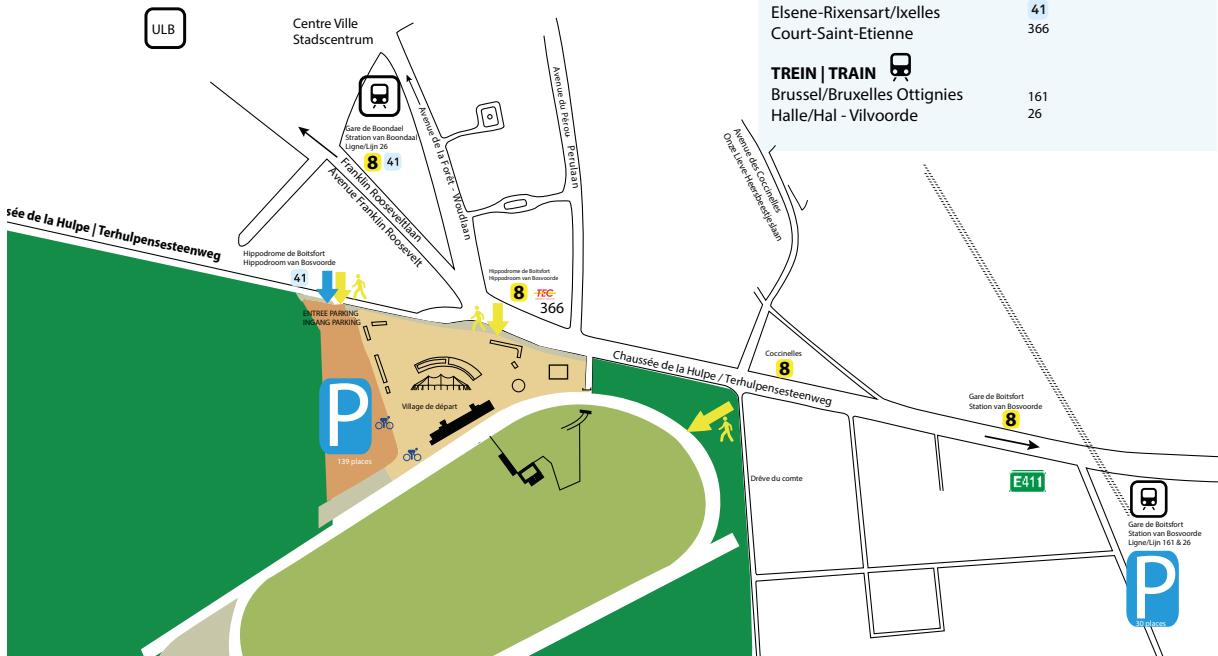 ULB
Centre Ville
Stadscentrum
Elsene-Rixensart/Ixelles 41
Court-Saint-Etienne 366
TREIN | TRAIN
Brussel/Bruxelles Ottignies 161
Halle/Hal - Vilvoorde 26
Gare de Boondael
Stration van Boondaal
Ligne/Lijn 26
8 41
Franklin Rooseveltlaan
Avenue Franklin Roosevelt
Avenue de la Forêt - Woudlaan
Avenue du Pérou - Perulaan
Avenue des Coccinelles
Onze Lieve-Heersbeestjeslaan
sée de la Hulpe | Terhulpensesteenweg
Hippodrome de Boitsfort
Hippodroom van Bosvoorde
41
ENTREE PARKING
INGANG PARKING
Hippodrome de Boitsfort
Hippodroom van Bosvoorde
8 TEC
366
Chaussée de la Hulpe / Terhulpensesteenweg
Coccinelles
8
Gare de Boitsfort
Station van Bosvoorde
8
P
139 places
Village de départ
Drêve du comte
E411
Gare de Boitsfort
Station van Bosvoorde
Ligne/Lijn 161 & 26
P
30 places